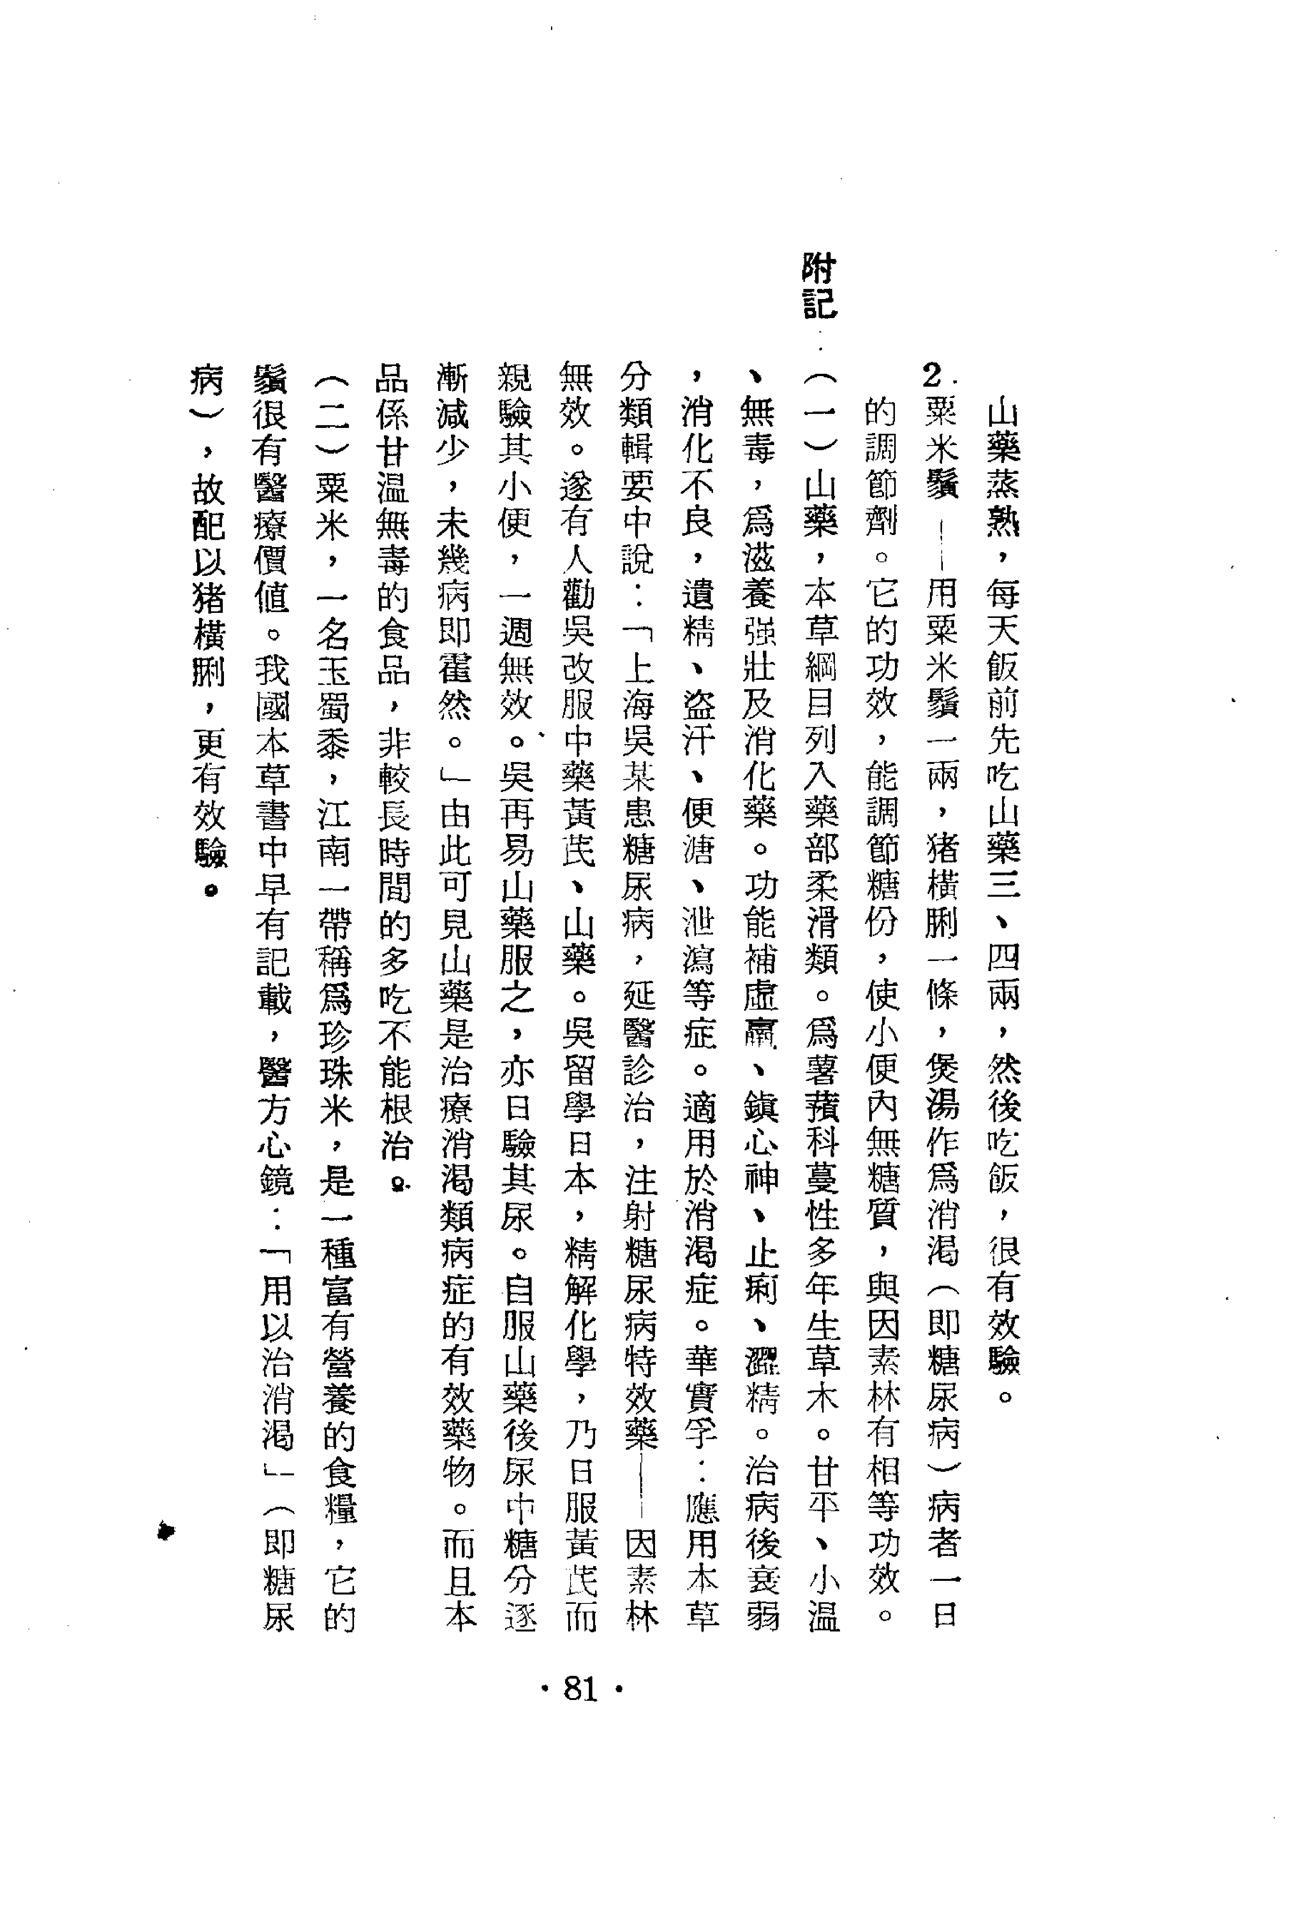 山藥蒸熟，每天飯前先吃山藥三、四兩，然後吃飯，很有效驗。
2.粟米鬚——用粟米鬚一兩，猪橫脷一條，煲湯作爲消渴（即糖尿病）病者一日
的調節劑。它的功效，能調節糖份，使小便內無糖質，與因素林有相等功效。
附記：（一）山藥，本草綱目列入藥部柔滑類。爲薯蕷科蔓性多年生草木。甘平、小温
、無毒，爲滋養强壯及消化藥。功能補虛羸、鎮心神、止痢、澀精。治病後衰弱
，消化不良，遺精、盜汗、便溏、泄瀉等症。適用於消渴症。華實孚：應用本草
分類輯要中說：「上海吳某患糖尿病，延醫診治，注射糖尿病特效藥——因素林
無效。遂有人勸吳改服中藥黃芪、山藥。吳留學日本，精解化學，乃日服黃芪而
親驗其小便，一週無效。吳再易山藥服之，亦日驗其尿。自服山藥後尿中糖分逐
漸減少，未幾病即霍然。」由此可見山藥是治療消渴類病症的有效藥物。而且本
品係甘温無毒的食品，非較長時間的多吃不能根治。
（二）粟米，一名玉蜀黍，江南一帶稱爲珍珠米，是一種富有營養的食糧，它的
鬚很有醫療價值。我國本草書中早有記載，醫方心鏡：「用以治消渴」（即糖尿
病），故配以猪橫脷，更有效驗。
·81·